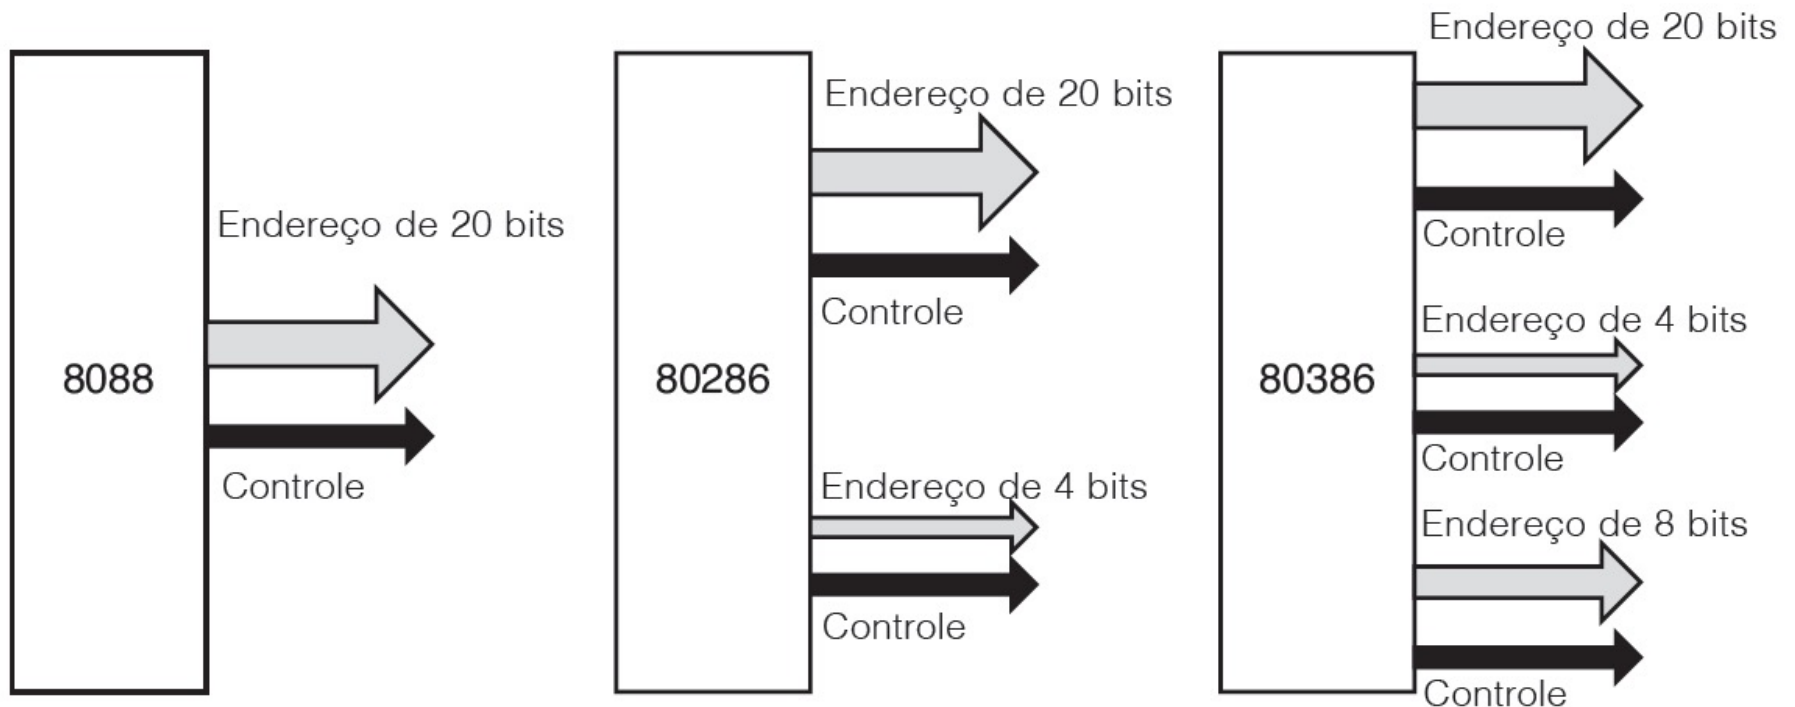 Endereço de 20 bits
8088
Controle
Endereço de 20 bits
Controle
80286
Endereço de 4 bits
Controle
Endereço de 20 bits
Controle
Endereço de 4 bits
80386
Controle
Endereço de 8 bits
Controle